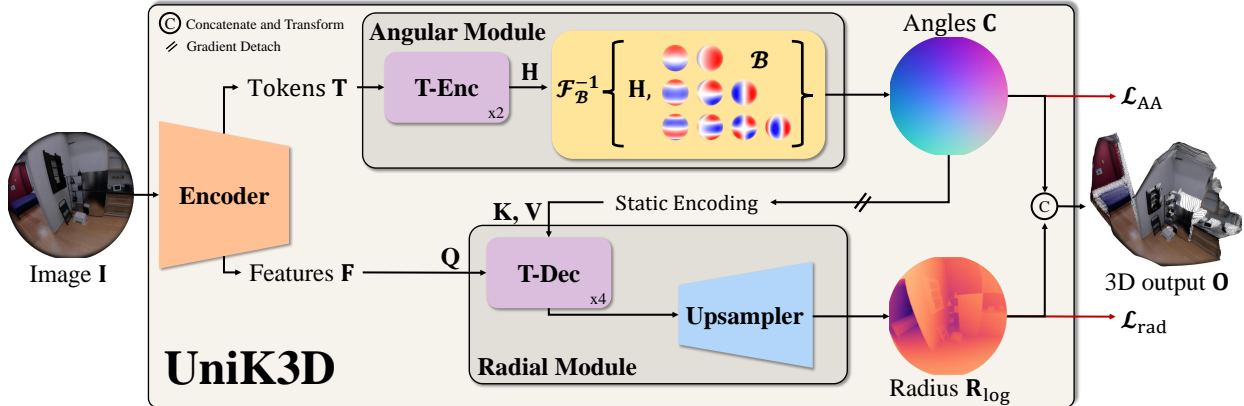 C Concatenate and Transform
Gradient Detach
Angular Module
Angles C
Tokens T
T-Enc
x2
H
ℱ_ℬ^{-1} { H, ℬ }
ℒ_AA
Encoder
Image I
Static Encoding
K, V
Features F
Q
T-Dec
x4
Upsampler
Radial Module
C
3D output O
ℒ_rad
Radius R_log
UniK3D